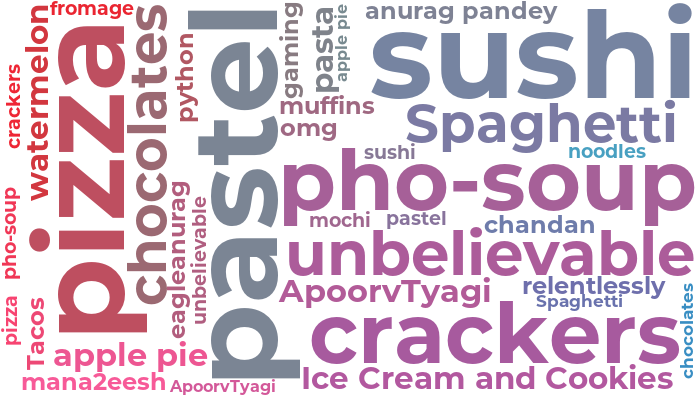 fromage
crackers
watermelon
pizza
chocolates
python
pastel
gaming
pasta
apple pie
anurag pandey
sushi
muffins
omg
Spaghetti
sushi
noodles
pho-soup
pho-soup
eagleanurag
unbelievable
mochi
pastel
chandan
unbelievable
pizza
Tacos
ApoorvTyagi
relentlessly
Spaghetti
chocolates
crackers
apple pie
mana2eesh
ApoorvTyagi
Ice Cream and Cookies